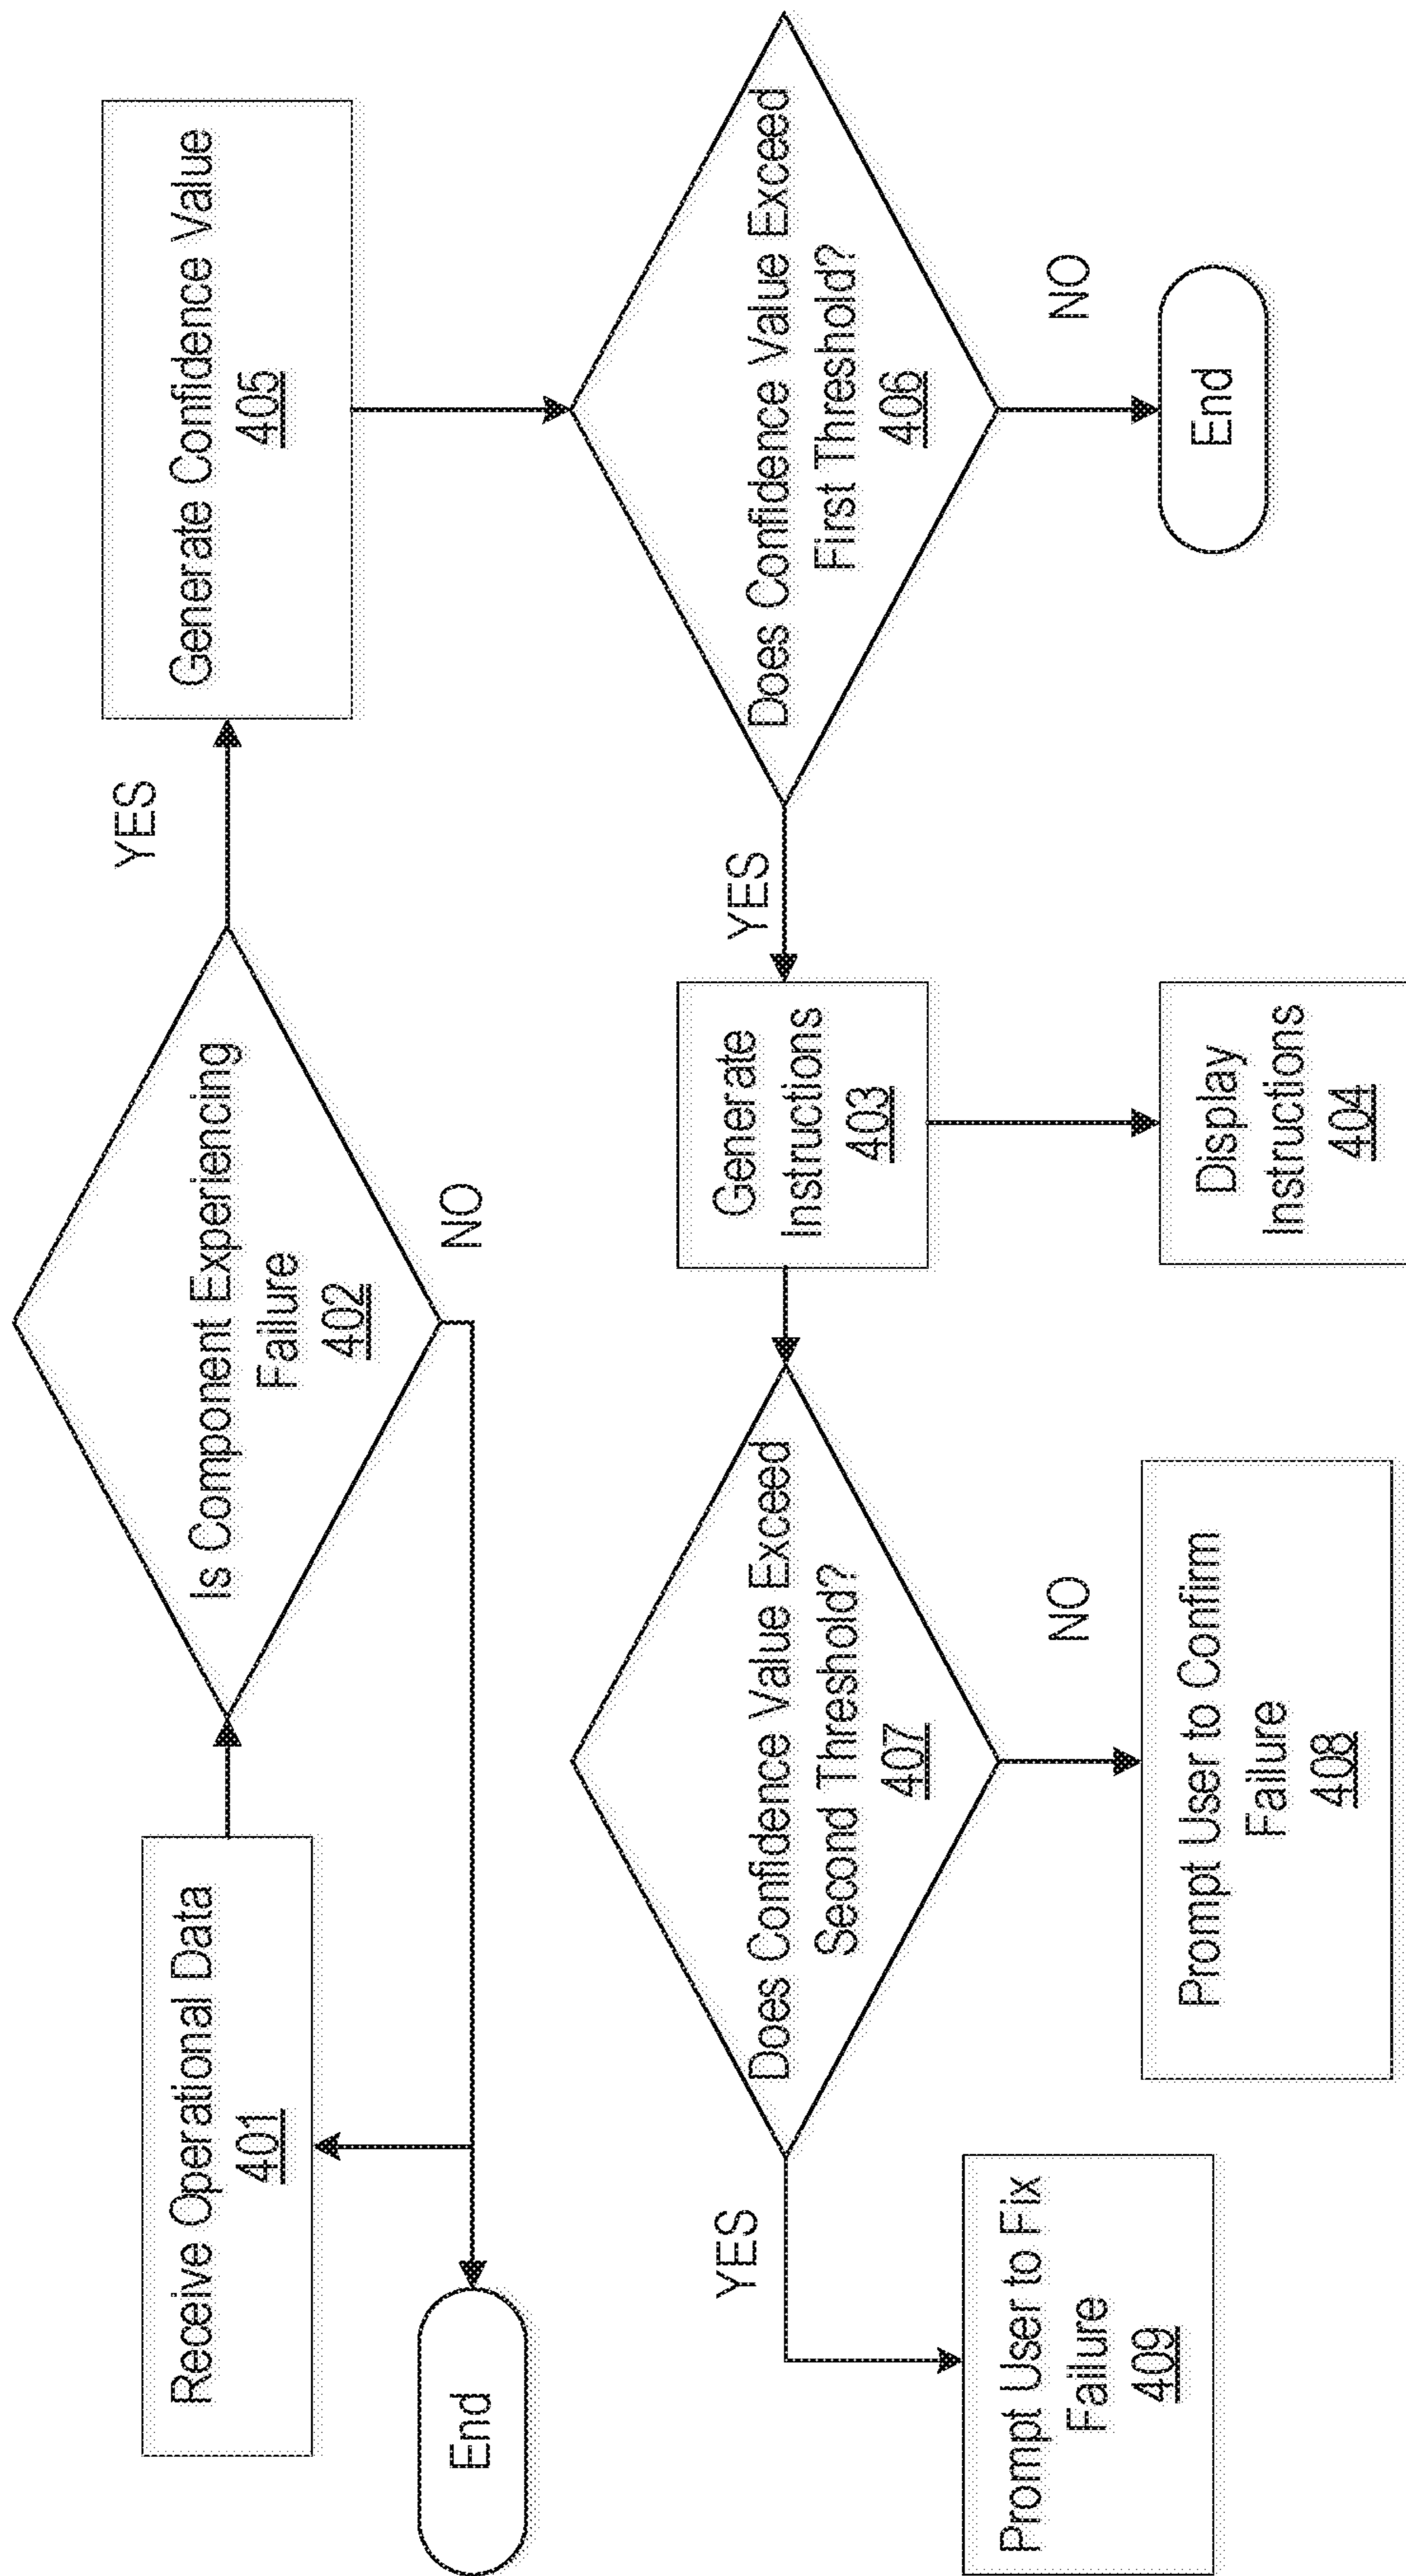 Receive Operational Data
401
Is Component Experiencing
Failure
402
YES
NO
End
Generate Confidence Value
405
Does Confidence Value Exceed
First Threshold?
406
NO
End
YES
Generate
Instructions
403
Display
Instructions
404
Does Confidence Value Exceed
Second Threshold?
407
NO
Prompt User to Confirm
Failure
408
YES
Prompt User to Fix
Failure
409